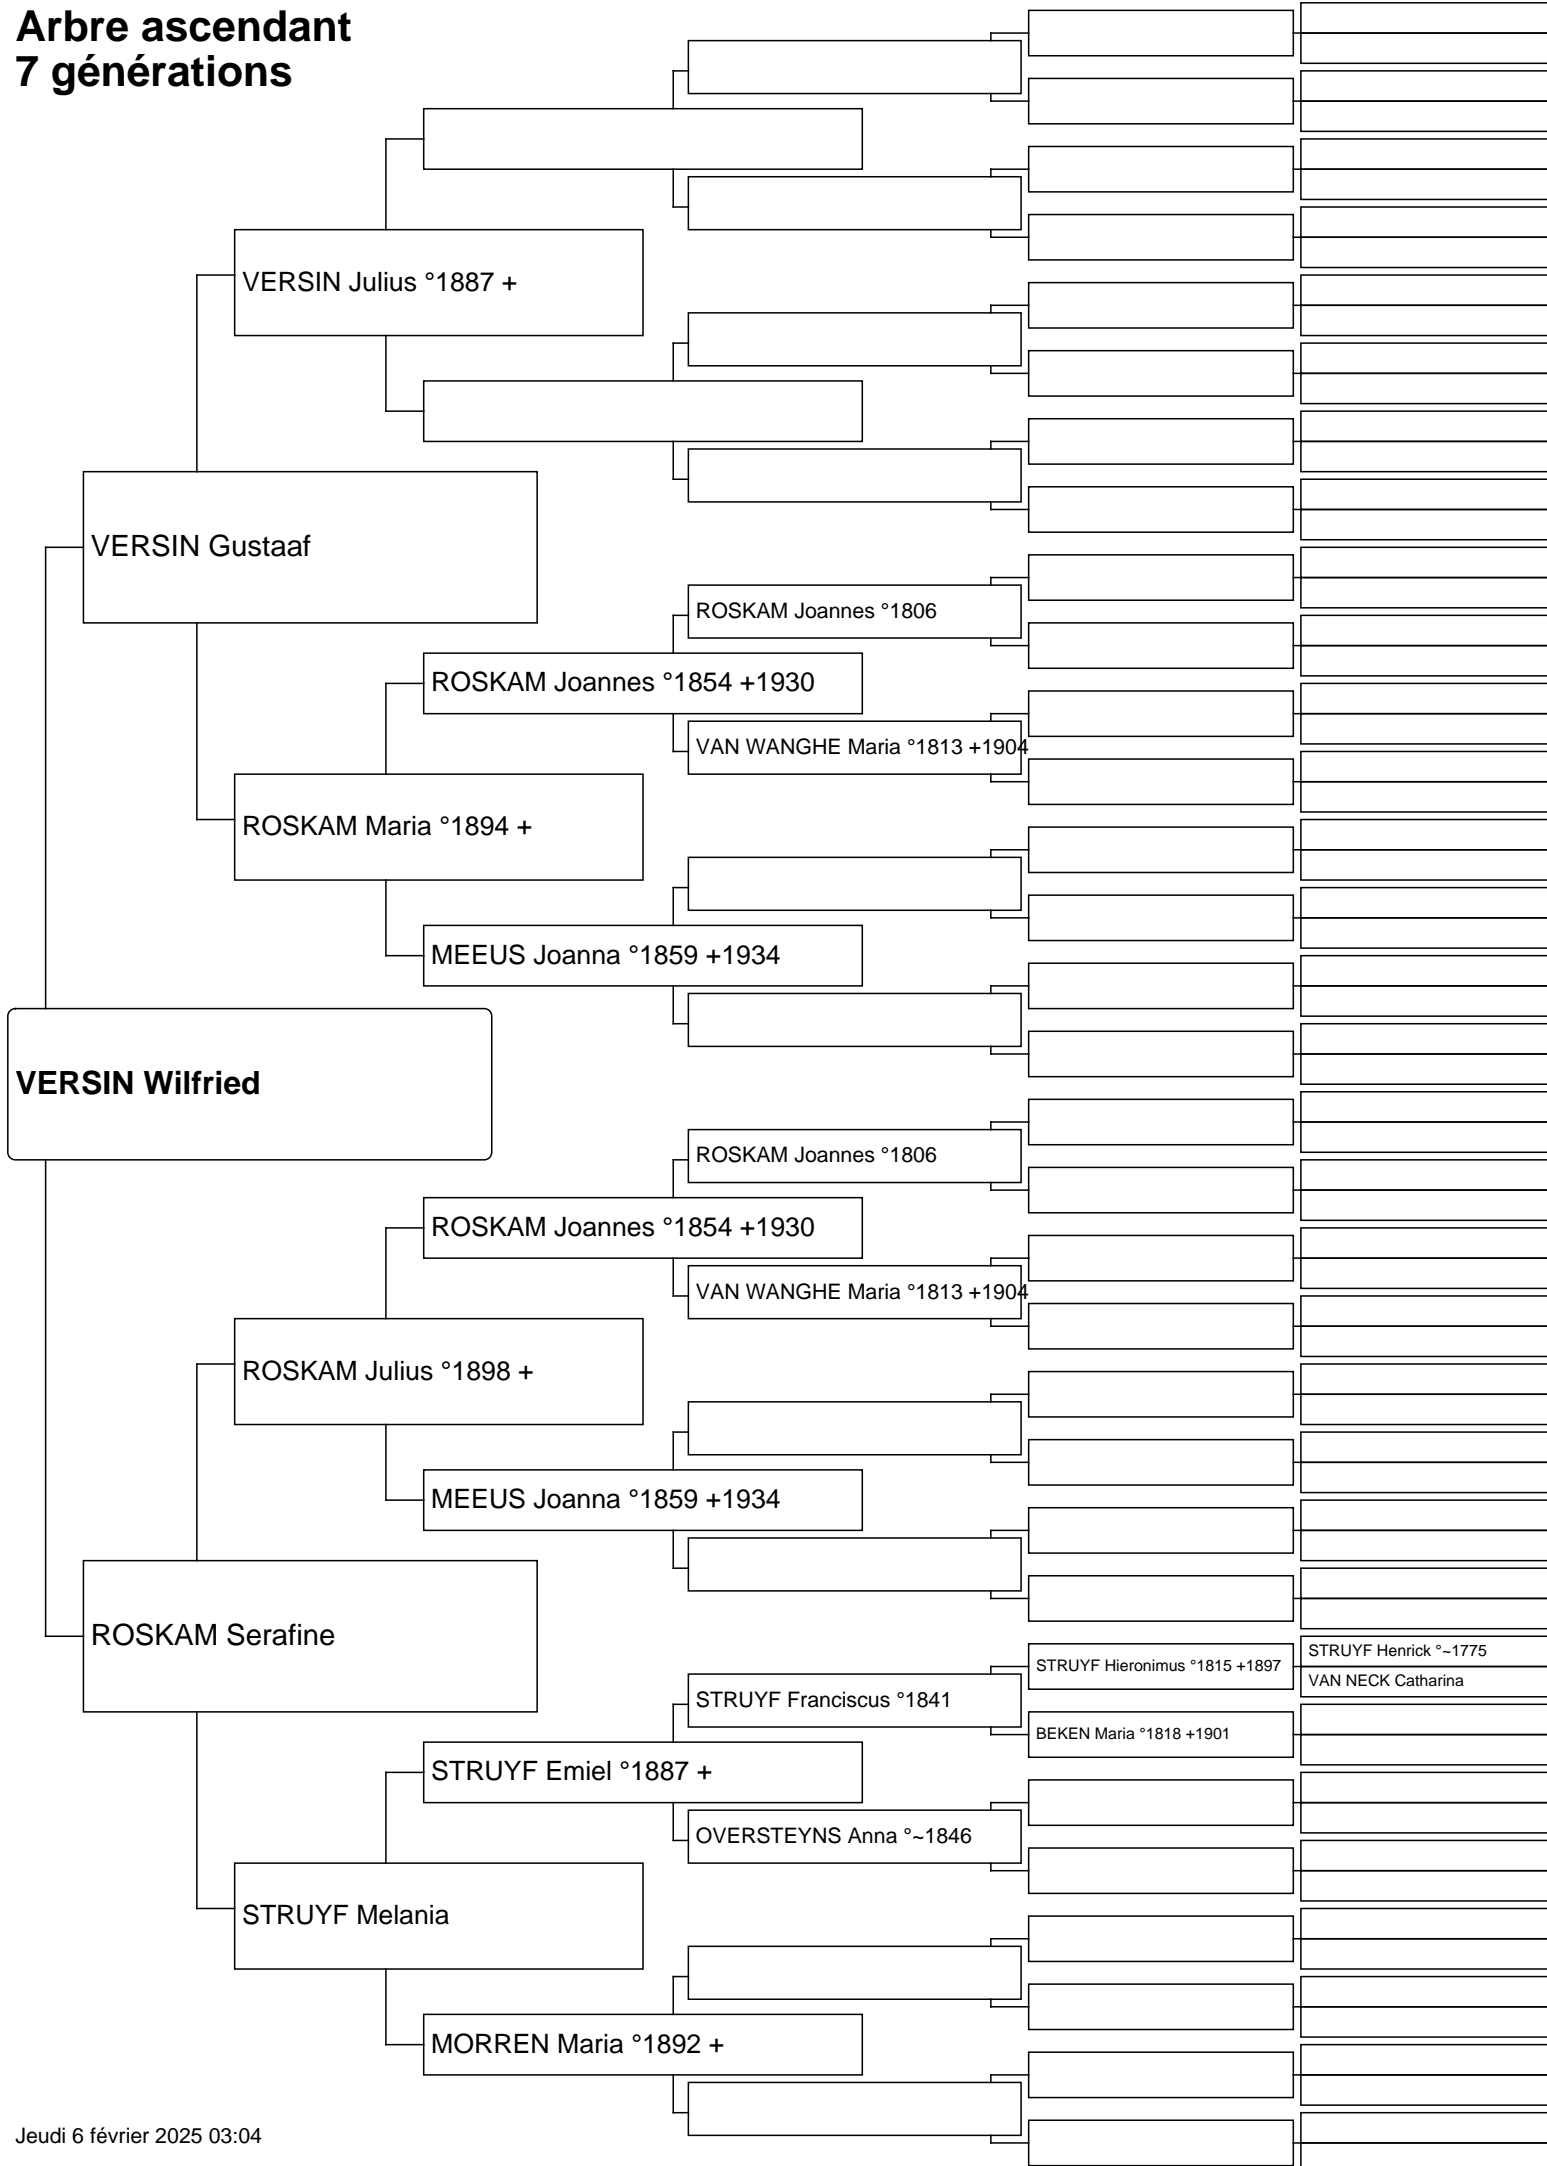 Arbre ascendant
7 générations
VERSIN Julius °1887 +
VERSIN Gustaaf
ROSKAM Joannes °1806
ROSKAM Joannes °1854 +1930
VAN WANGHE Maria °1813 +1904
ROSKAM Maria °1894 +
MEEUS Joanna °1859 +1934
VERSIN Wilfried
ROSKAM Joannes °1806
ROSKAM Joannes °1854 +1930
VAN WANGHE Maria °1813 +1904
ROSKAM Julius °1898 +
MEEUS Joanna °1859 +1934
ROSKAM Serafine
STRUYF Henrick °~1775
STRUYF Hieronimus °1815 +1897
VAN NECK Catharina
STRUYF Franciscus °1841
BEKEN Maria °1818 +1901
STRUYF Emiel °1887 +
OVERSTEYNS Anna °~1846
STRUYF Melania
MORREN Maria °1892 +
Jeudi 6 février 2025 03:04